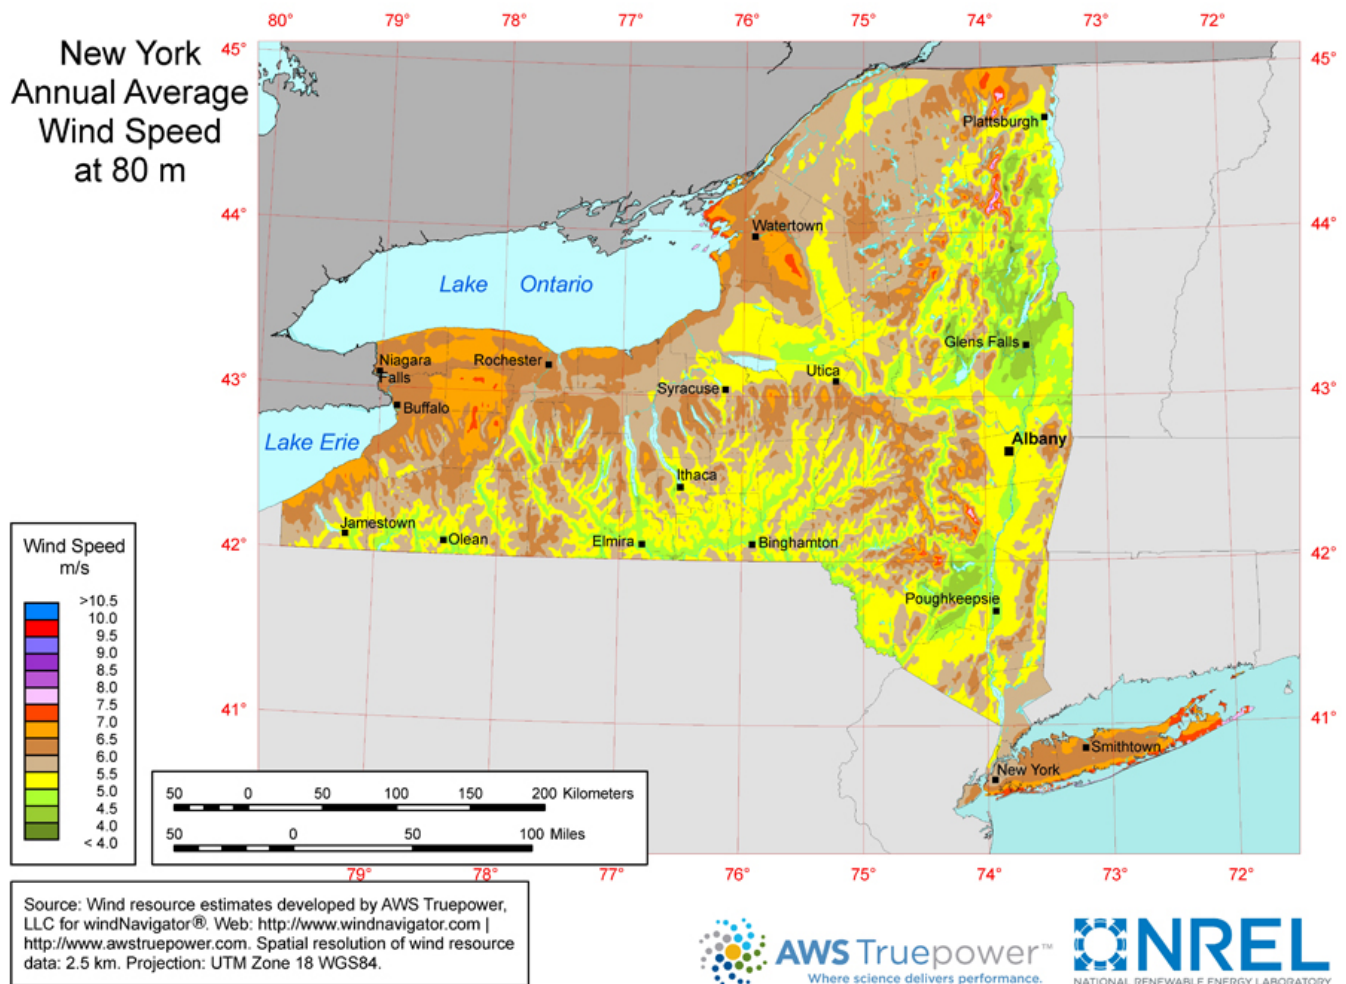 80° 79° 78° 77° 76° 75° 74° 73° 72°
New York
Annual Average
Wind Speed
at 80 m
45° 45°
Plattsburgh
44° 44°
Watertown
Lake Ontario
Glens Falls
Niagara
Falls
Rochester
Utica
43° 43°
Syracuse
Buffalo
Lake Erie
Albany
Ithaca
Jamestown
Olean
Elmira
Binghamton
42° 42°
Poughkeepsie
41° 41°
Smithtown
New York
Wind Speed
m/s
>10.5
10.0
9.5
9.0
8.5
8.0
7.5
7.0
6.5
6.0
5.5
5.0
4.5
4.0
< 4.0
50 0 50 100 150 200 Kilometers
50 0 50 100 Miles
79° 78° 77° 76° 75° 74° 73° 72°
Source: Wind resource estimates developed by AWS Truepower,
LLC for windNavigator®. Web: http://www.windnavigator.com |
http://www.awstruepower.com. Spatial resolution of wind resource
data: 2.5 km. Projection: UTM Zone 18 WGS84.
AWS Truepower™
Where science delivers performance.
NREL
NATIONAL RENEWABLE ENERGY LABORATORY